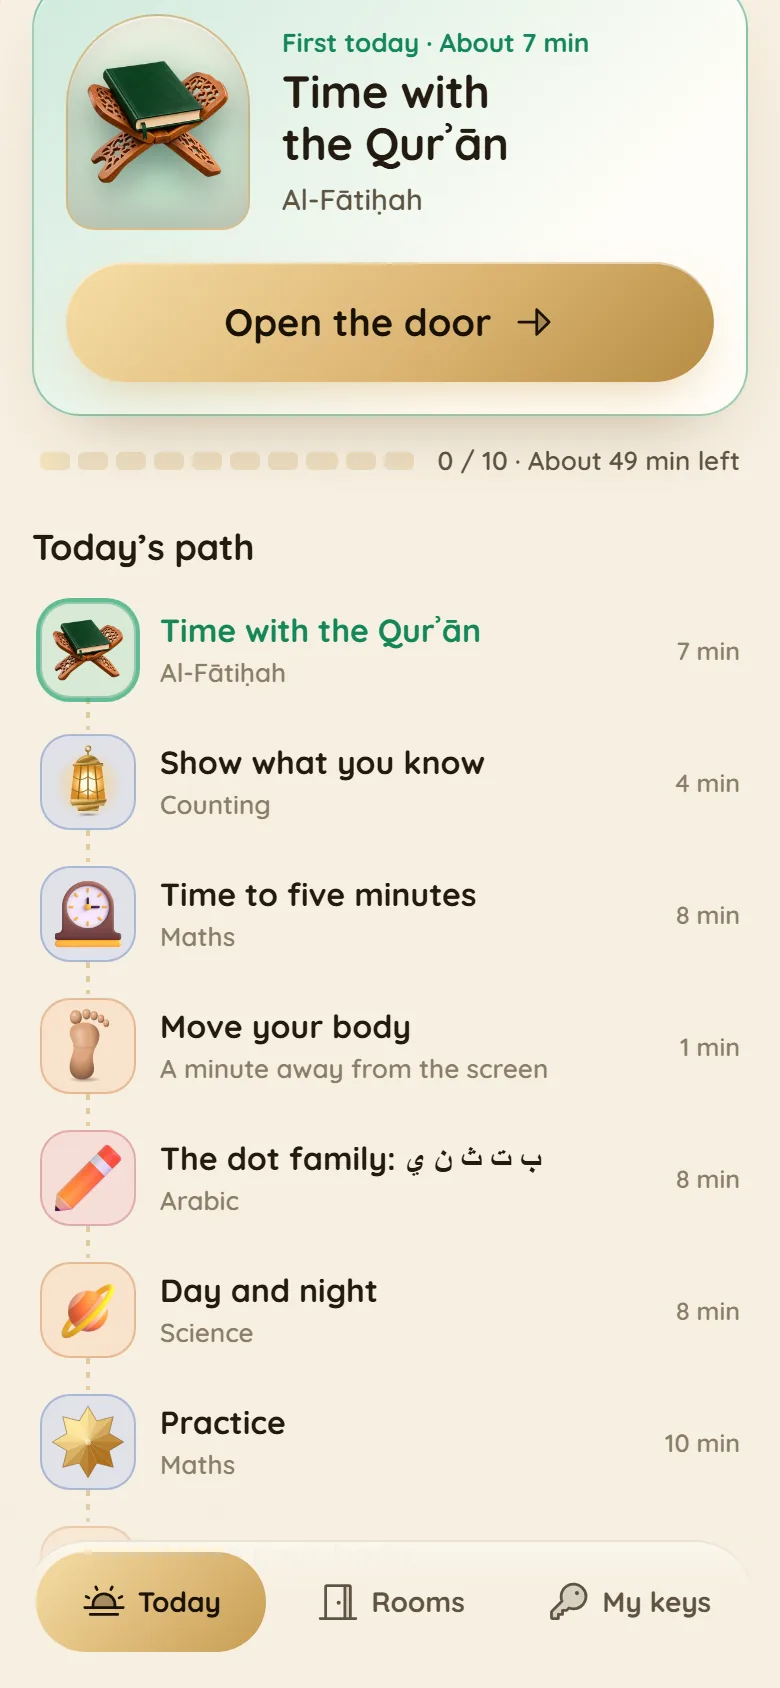 First today · About 7 min
Time with
the Qurʾān
Al-Fātiḥah
Open the door
0 / 10 · About 49 min left
Today’s path
Time with the Qurʾān
Al-Fātiḥah
7 min
Show what you know
Counting
4 min
Time to five minutes
Maths
8 min
Move your body
A minute away from the screen
1 min
The dot family: ب ت ث ن ي
Arabic
8 min
Day and night
Science
8 min
Practice
Maths
10 min
Today
Rooms
My keys